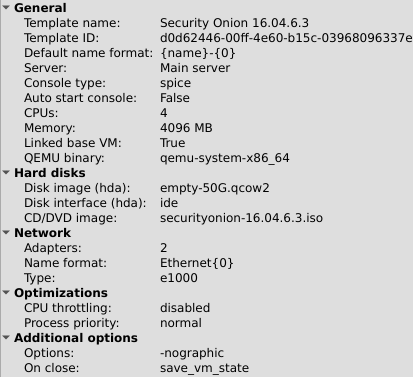 General
Template name: Security Onion 16.04.6.3
Template ID: d0d62446-00ff-4e60-b15c-03968096337e
Default name format: {name}-{0}
Server: Main server
Console type: spice
Auto start console: False
CPUs: 4
Memory: 4096 MB
Linked base VM: True
QEMU binary: qemu-system-x86_64
Hard disks
Disk image (hda): empty-50G.qcow2
Disk interface (hda): ide
CD/DVD image: securityonion-16.04.6.3.iso
Network
Adapters: 2
Name format: Ethernet{0}
Type: e1000
Optimizations
CPU throttling: disabled
Process priority: normal
Additional options
Options: -nographic
On close: save_vm_state